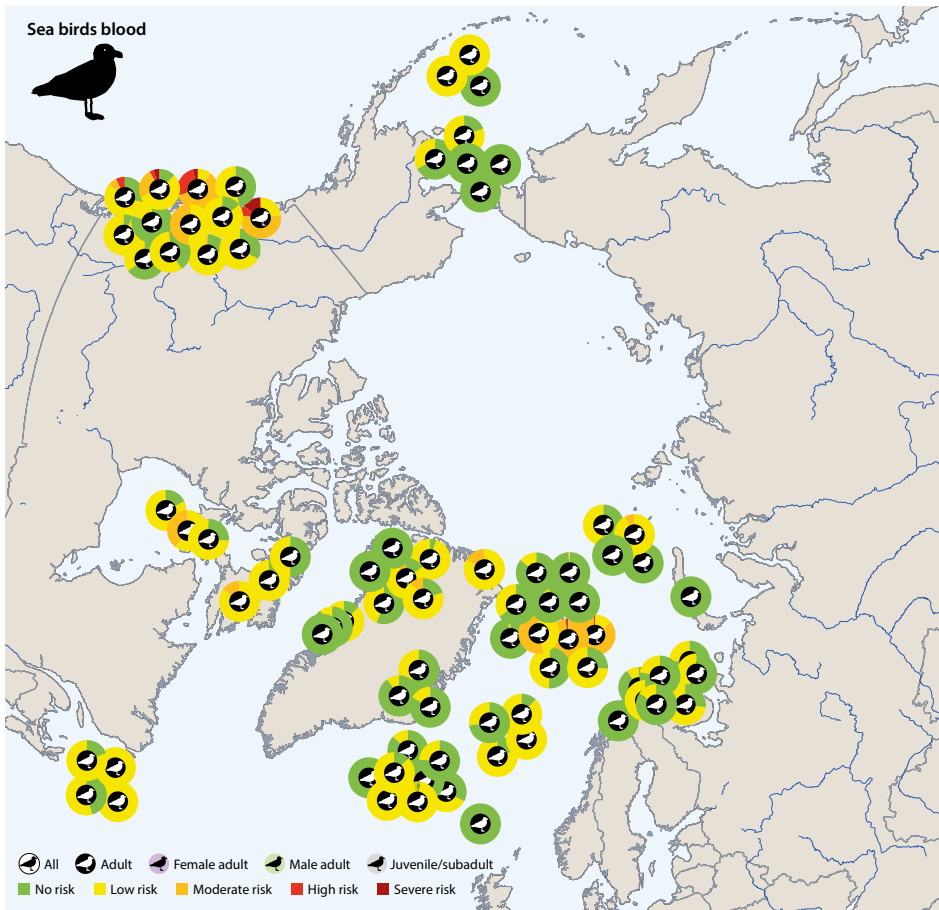 Sea birds blood
All Adult Female adult Male adult Juvenile/subadult
No risk Low risk Moderate risk High risk Severe risk